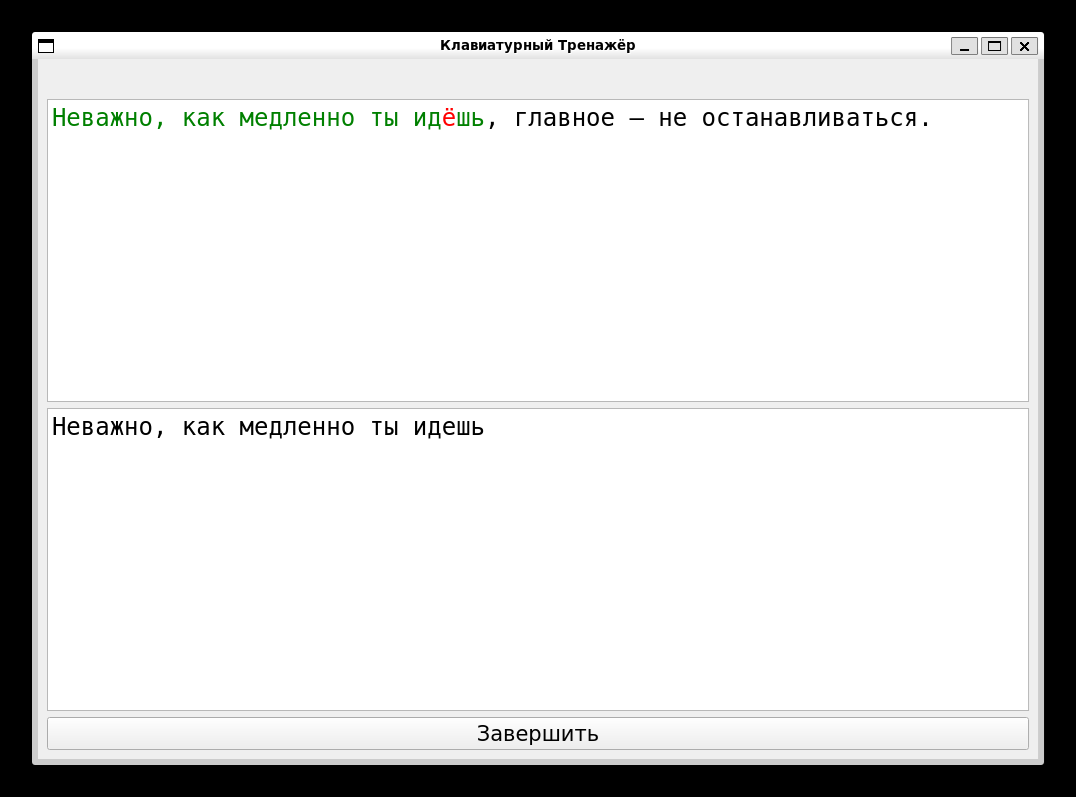 Клавиатурный Тренажёр
Неважно, как медленно ты идёшь, главное — не останавливаться.
Неважно, как медленно ты идешь
Завершить